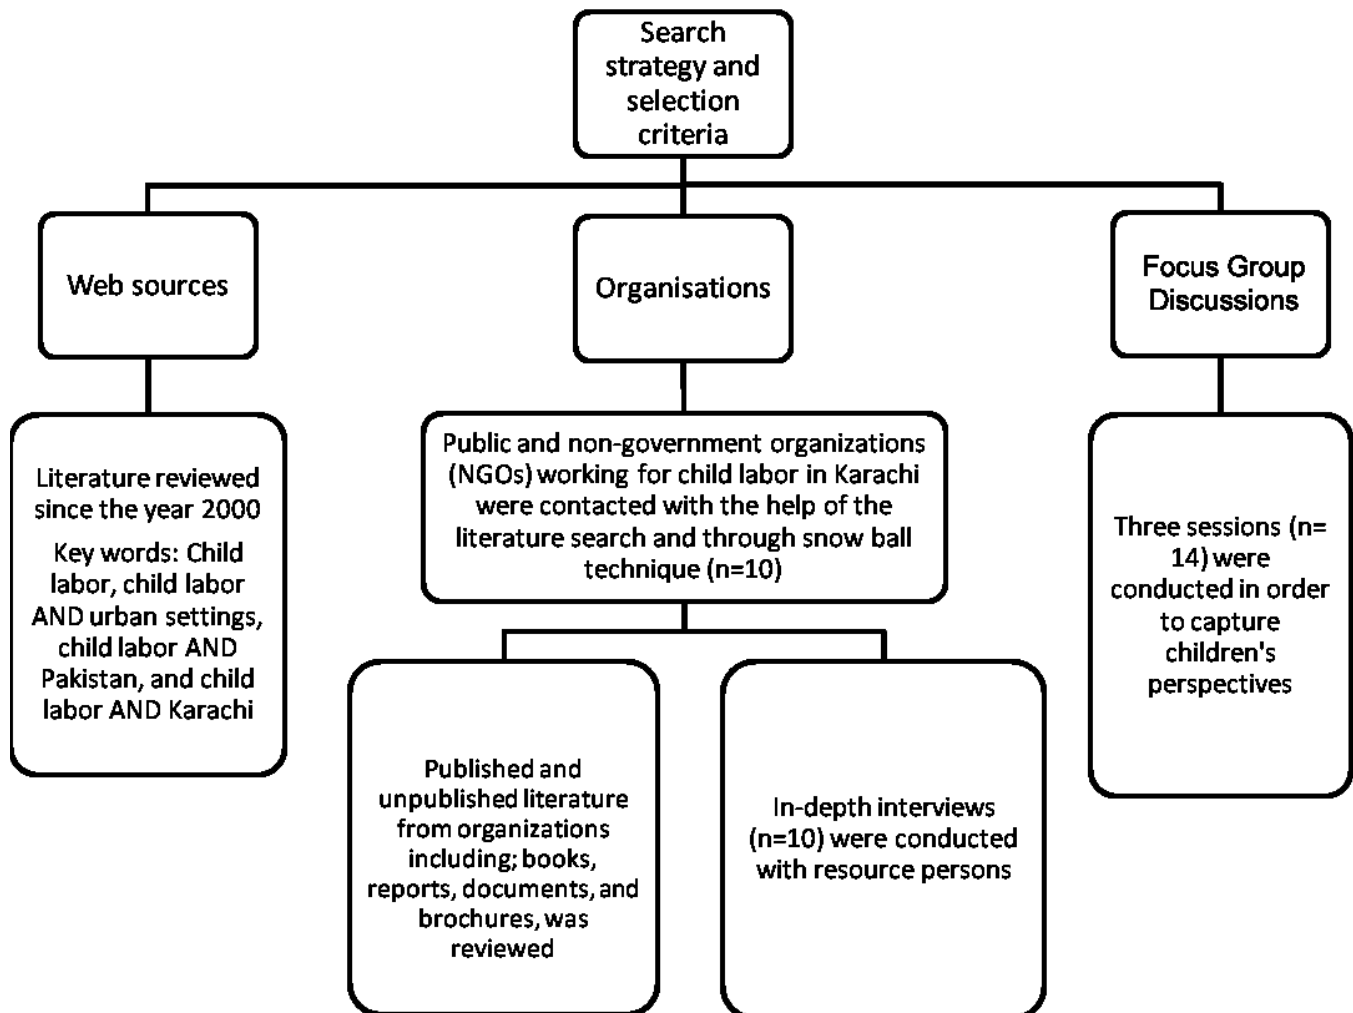 Search
strategy and
selection
criteria
Web sources
Organisations
Focus Group
Discussions
Literature reviewed
since the year 2000
Key words: Child
labor, child labor
AND urban settings,
child labor AND
Pakistan, and child
labor AND Karachi
Public and non-government organizations
(NGOs) working for child labor in Karachi
were contacted with the help of the
literature search and through snow ball
technique (n=10)
Three sessions (n=
14) were
conducted in order
to capture
children's
perspectives
Published and
unpublished literature
from organizations
including; books,
reports, documents, and
brochures, was
reviewed
In-depth interviews
(n=10) were conducted
with resource persons